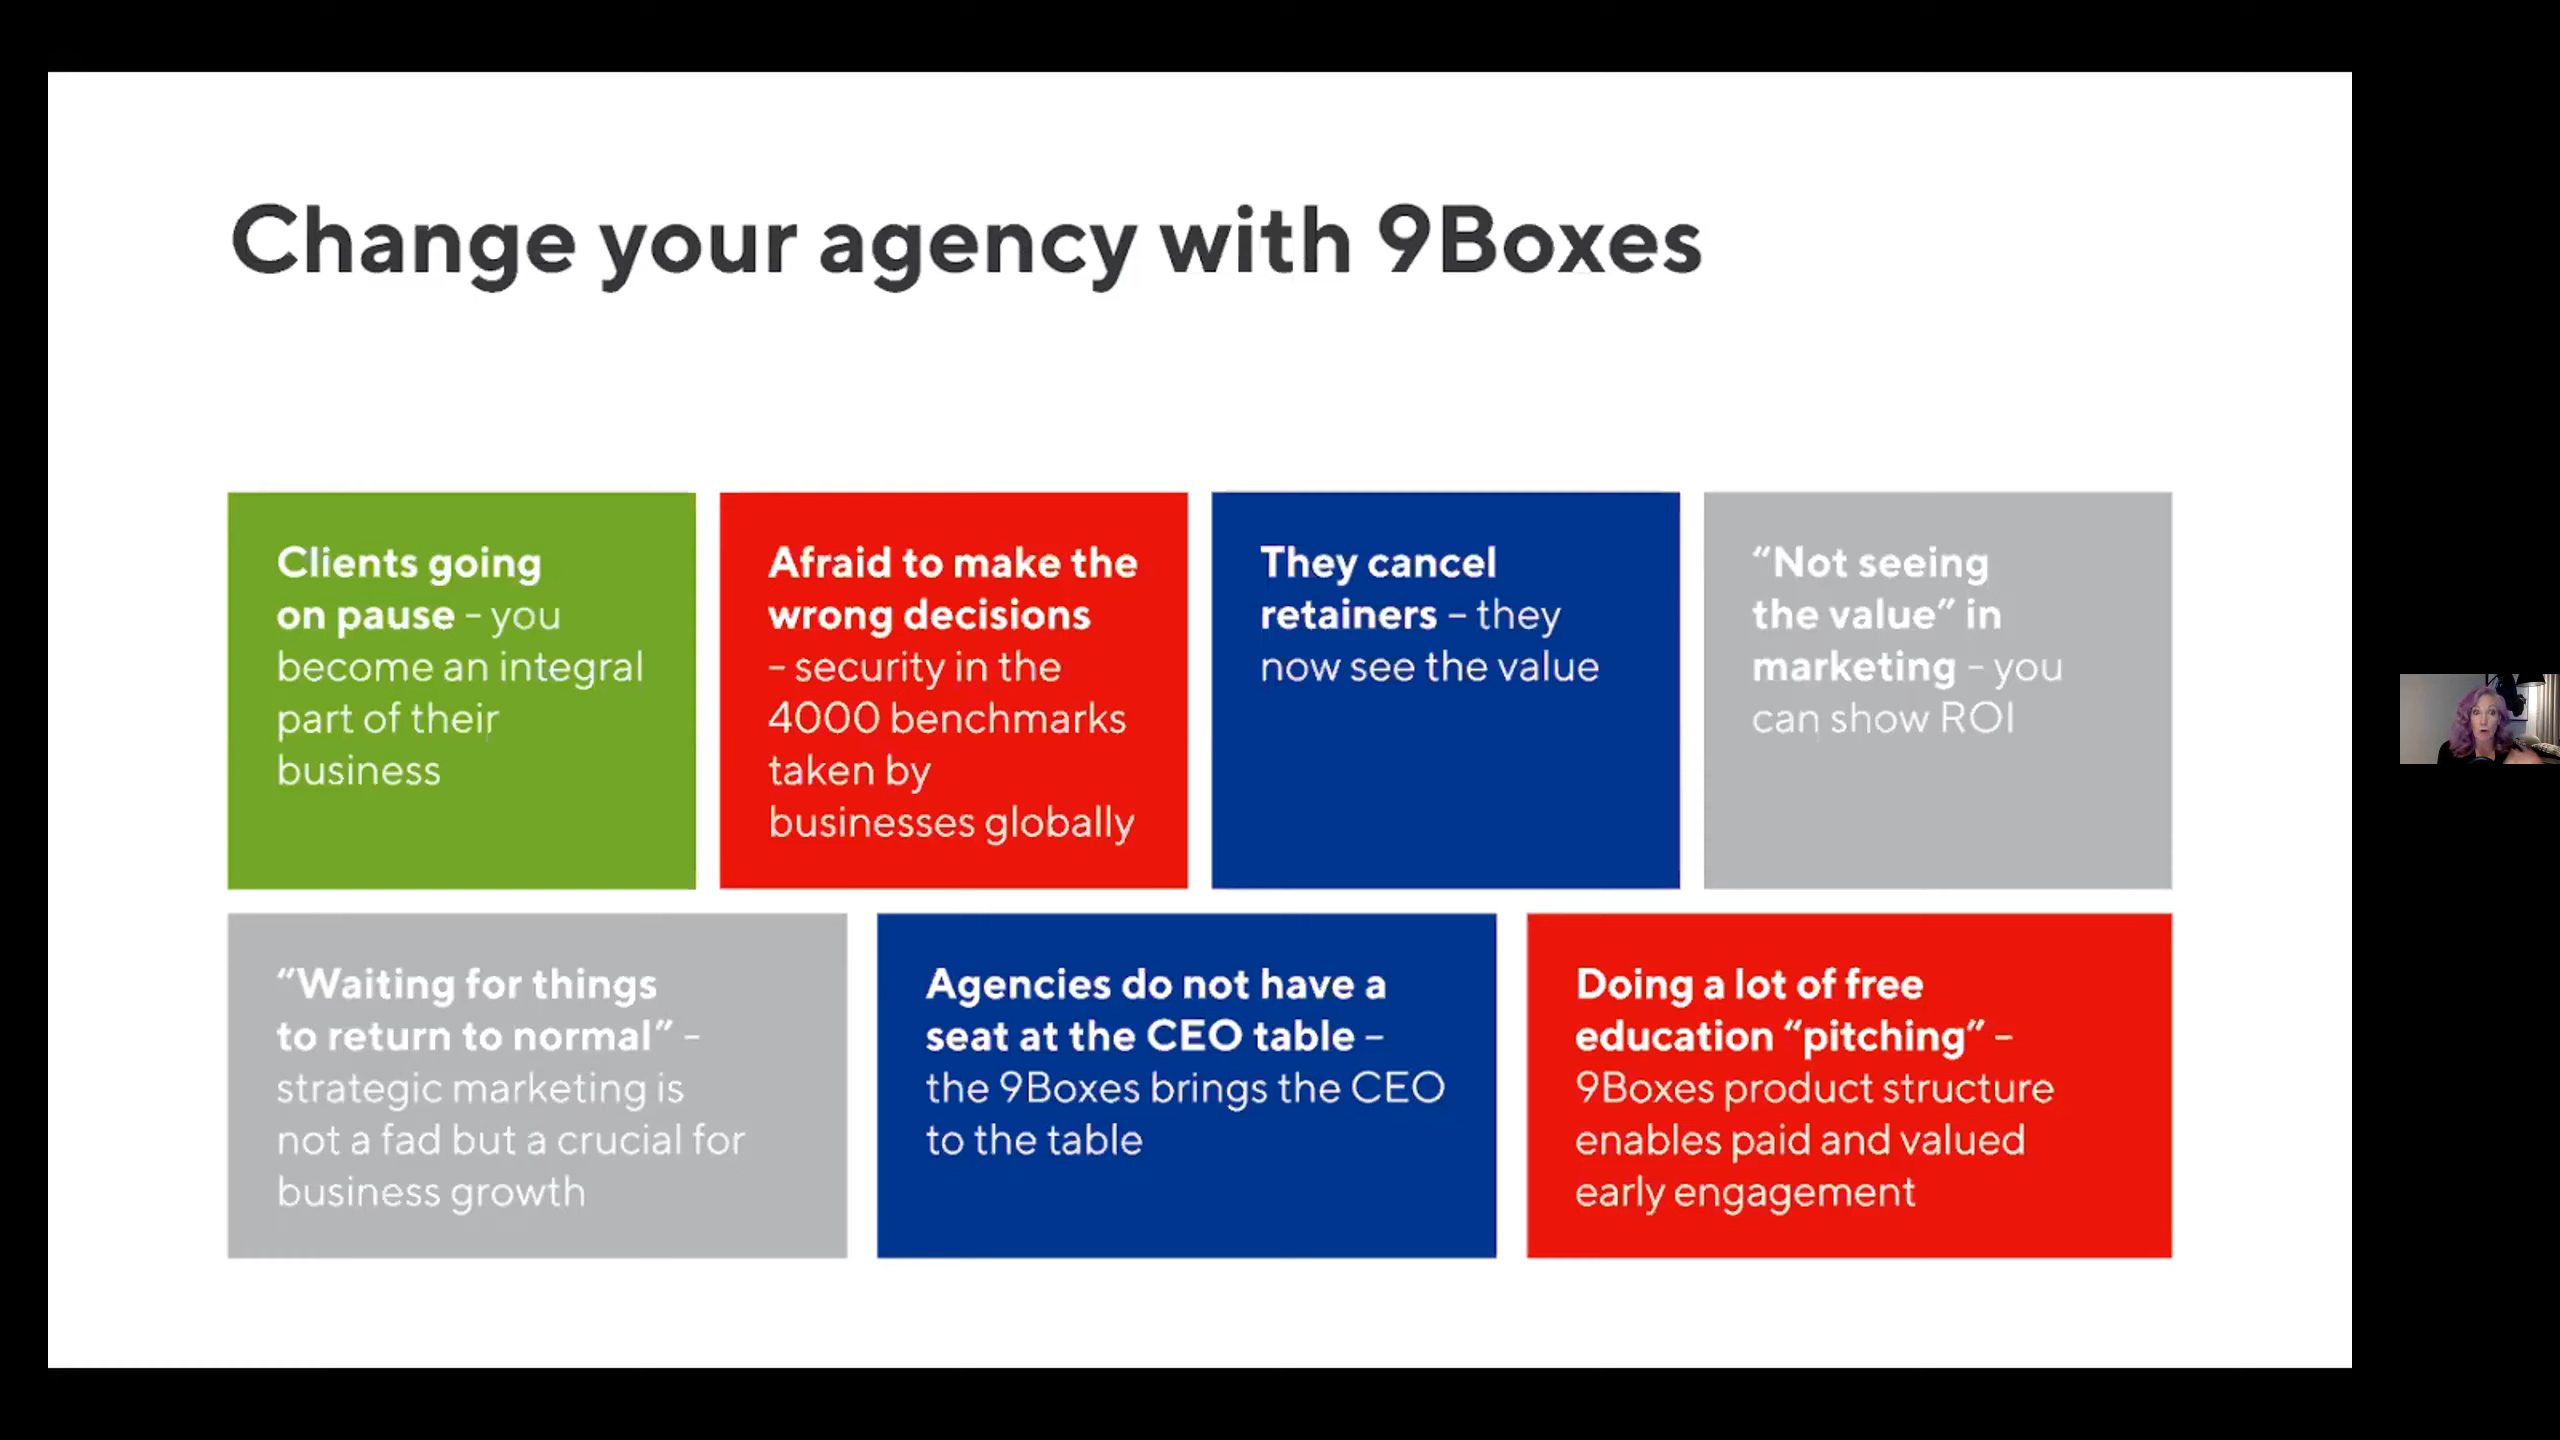 Change your agency with 9Boxes
Clients going
on pause – you
become an integral
part of their
business
Afraid to make the
wrong decisions
– security in the
4000 benchmarks
taken by
businesses globally
They cancel
retainers – they
now see the value
“Not seeing
the value” in
marketing – you
can show ROI
“Waiting for things
to return to normal” –
strategic marketing is
not a fad but a crucial for
business growth
Agencies do not have a
seat at the CEO table –
the 9Boxes brings the CEO
to the table
Doing a lot of free
education “pitching” –
9Boxes product structure
enables paid and valued
early engagement